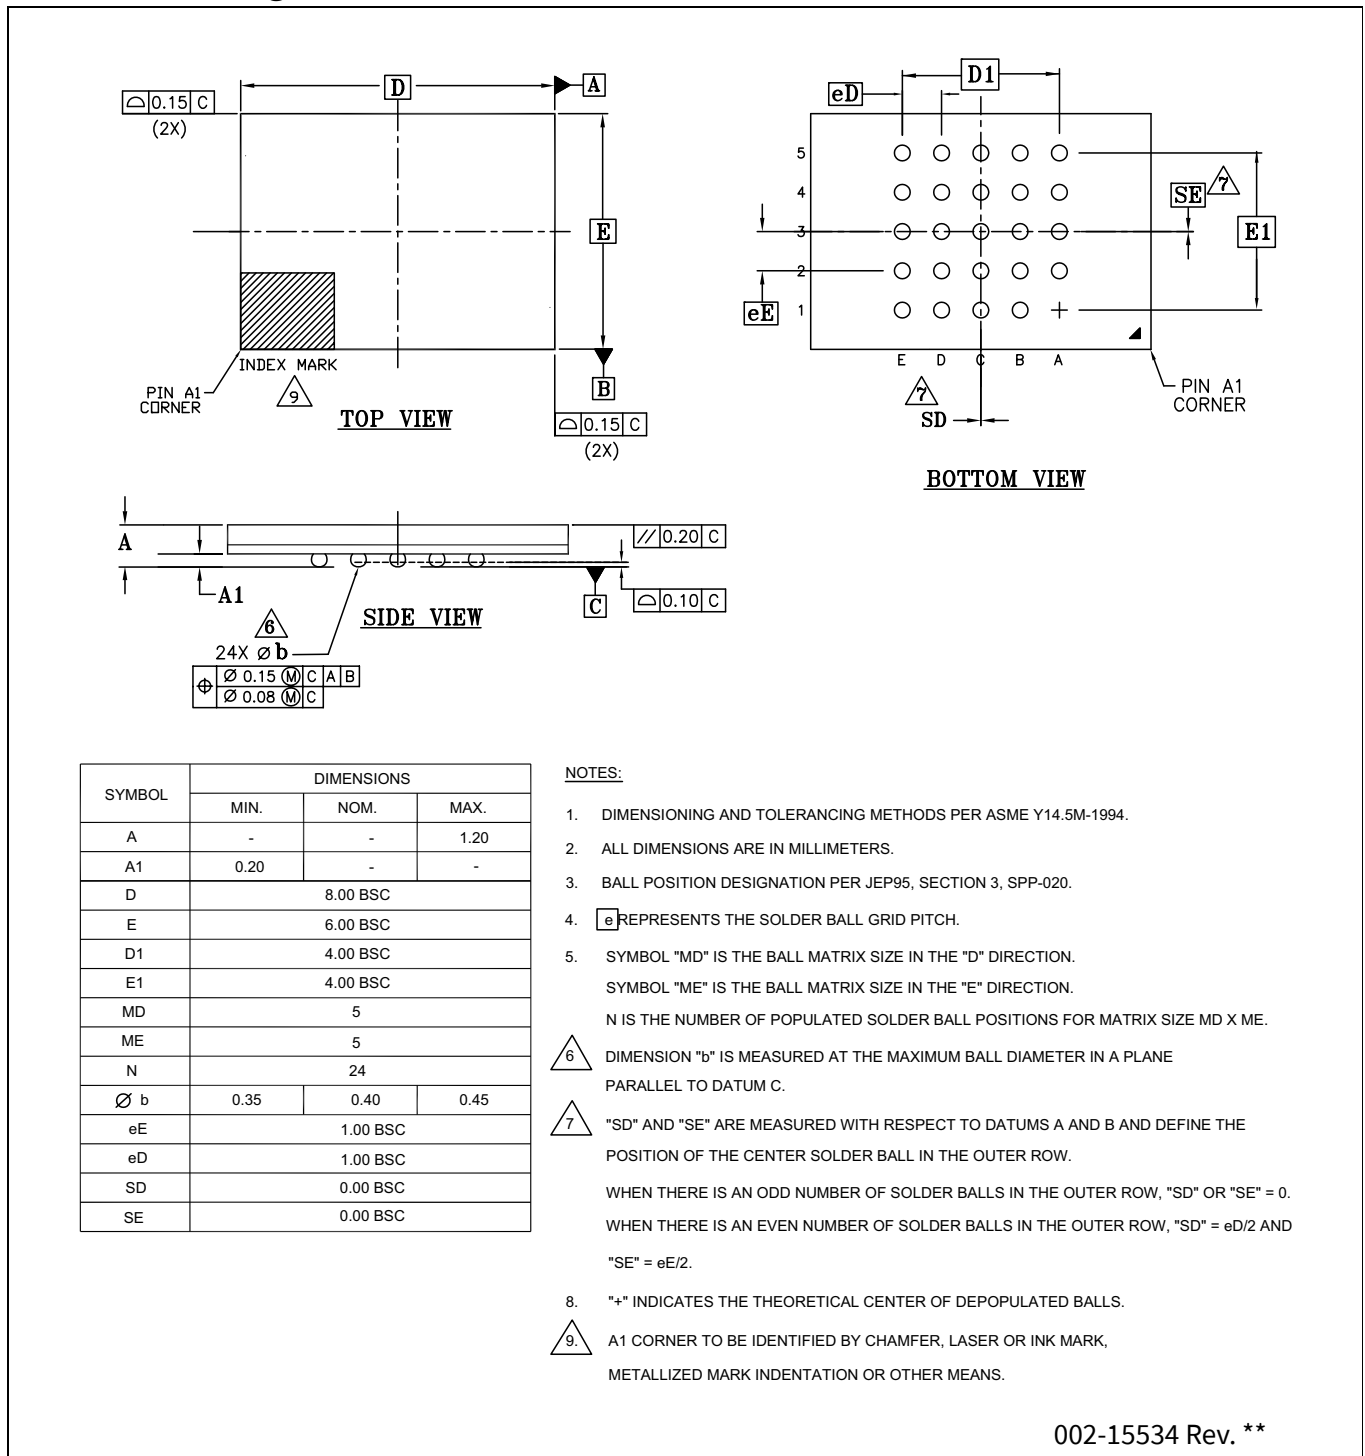 D
A
⌓ 0.15 C
(2X)
E
INDEX MARK
9
PIN A1
CORNER
B
TOP VIEW
⌓ 0.15 C
(2X)
D1
eD
5
4
3
2
1
7
SE
E1
eE
E D C B A
7
SD
PIN A1
CORNER
BOTTOM VIEW
A
A1
// 0.20 C
C
⌓ 0.10 C
SIDE VIEW
6
24X ⌀ b
⌖ ⌀ 0.15 Ⓜ C A B
⌀ 0.08 Ⓜ C
SYMBOL DIMENSIONS
MIN. NOM. MAX.
A - - 1.20
A1 0.20 - -
D 8.00 BSC
E 6.00 BSC
D1 4.00 BSC
E1 4.00 BSC
MD 5
ME 5
N 24
⌀ b 0.35 0.40 0.45
eE 1.00 BSC
eD 1.00 BSC
SD 0.00 BSC
SE 0.00 BSC
NOTES:
1. DIMENSIONING AND TOLERANCING METHODS PER ASME Y14.5M-1994.
2. ALL DIMENSIONS ARE IN MILLIMETERS.
3. BALL POSITION DESIGNATION PER JEP95, SECTION 3, SPP-020.
4. e REPRESENTS THE SOLDER BALL GRID PITCH.
5. SYMBOL "MD" IS THE BALL MATRIX SIZE IN THE "D" DIRECTION.
SYMBOL "ME" IS THE BALL MATRIX SIZE IN THE "E" DIRECTION.
N IS THE NUMBER OF POPULATED SOLDER BALL POSITIONS FOR MATRIX SIZE MD X ME.
6 DIMENSION "b" IS MEASURED AT THE MAXIMUM BALL DIAMETER IN A PLANE
PARALLEL TO DATUM C.
7 "SD" AND "SE" ARE MEASURED WITH RESPECT TO DATUMS A AND B AND DEFINE THE
POSITION OF THE CENTER SOLDER BALL IN THE OUTER ROW.
WHEN THERE IS AN ODD NUMBER OF SOLDER BALLS IN THE OUTER ROW, "SD" OR "SE" = 0.
WHEN THERE IS AN EVEN NUMBER OF SOLDER BALLS IN THE OUTER ROW, "SD" = eD/2 AND
"SE" = eE/2.
8. "+" INDICATES THE THEORETICAL CENTER OF DEPOPULATED BALLS.
9. A1 CORNER TO BE IDENTIFIED BY CHAMFER, LASER OR INK MARK,
METALLIZED MARK INDENTATION OR OTHER MEANS.
002-15534 Rev. **